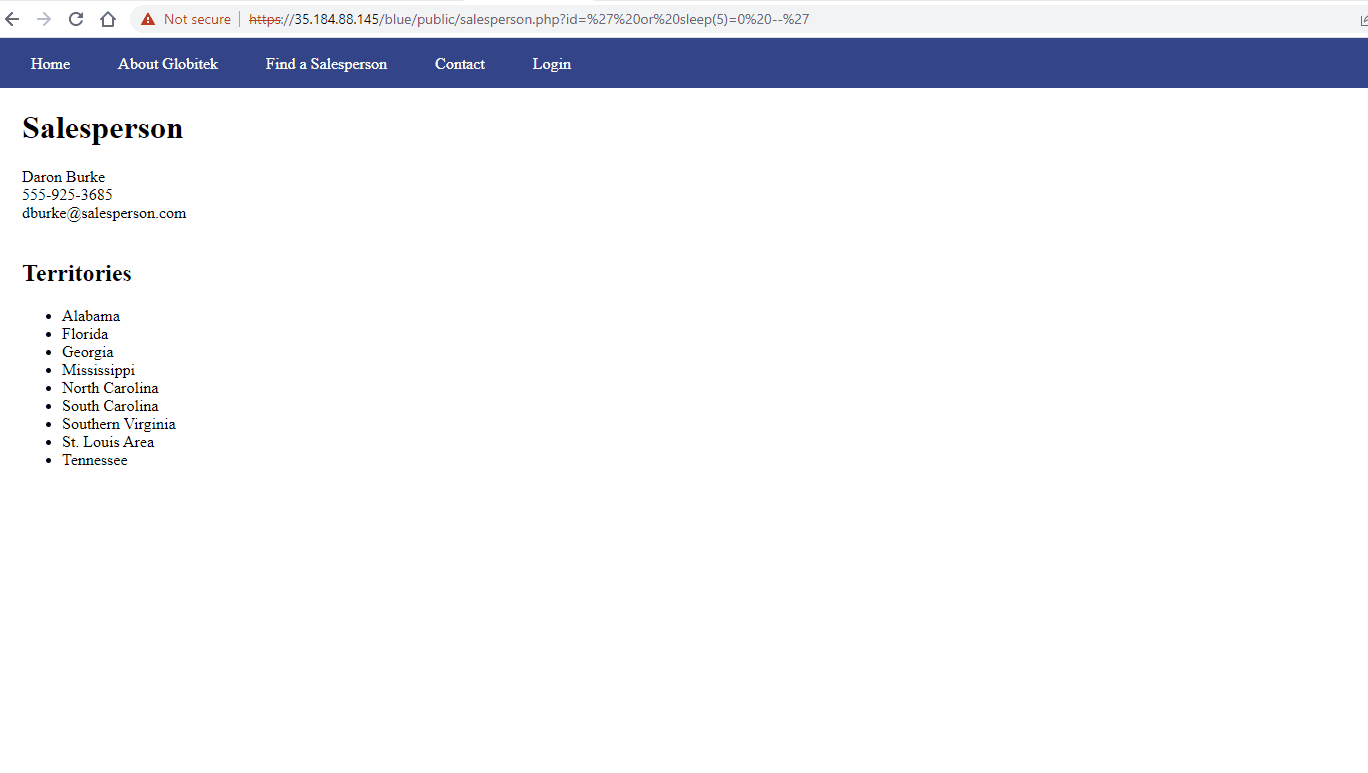 Not secure | https://35.184.88.145/blue/public/salesperson.php?id=%27%20or%20sleep(5)=0%20--%27
Home About Globitek Find a Salesperson Contact Login
Salesperson
Daron Burke
555-925-3685
dburke@salesperson.com
Territories
• Alabama
• Florida
• Georgia
• Mississippi
• North Carolina
• South Carolina
• Southern Virginia
• St. Louis Area
• Tennessee